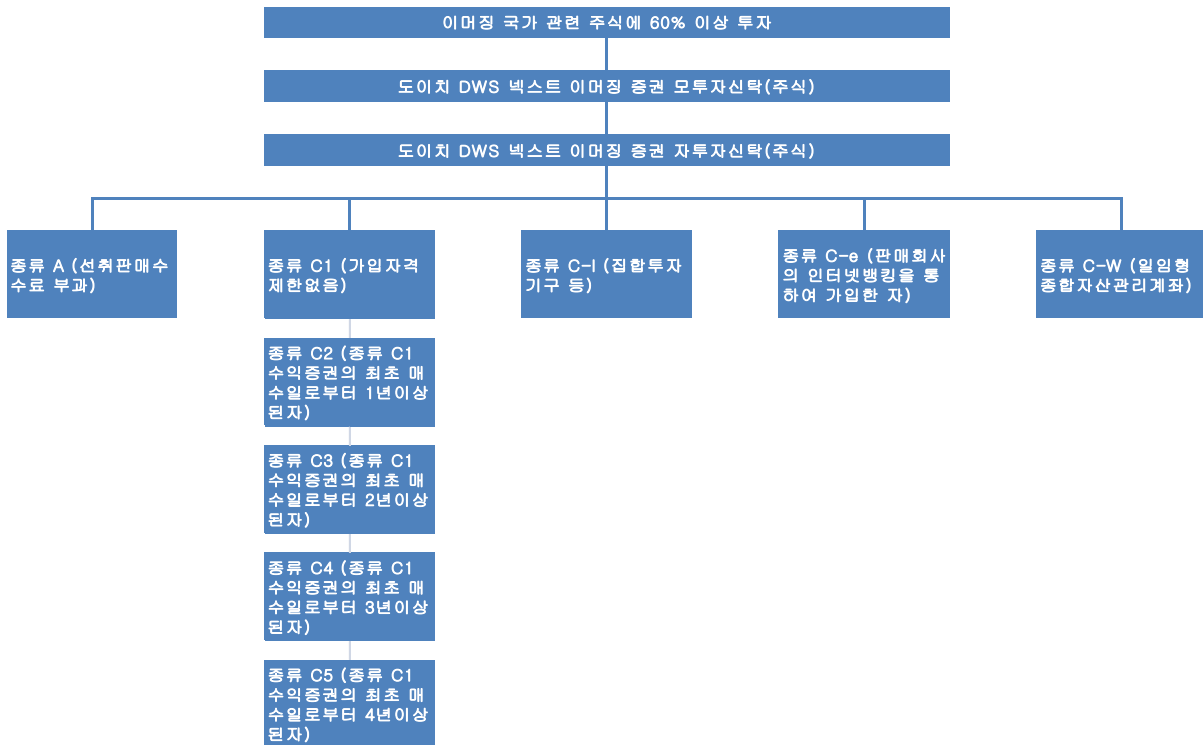 이머징 국가 관련 주식에 60% 이상 투자
도이치 DWS 넥스트 이머징 증권 모투자신탁(주식)
도이치 DWS 넥스트 이머징 증권 자투자신탁(주식)
종류 A (선취판매수
수료 부과)
종류 C1 (가입자격
제한없음)
종류 C-I (집합투자
기구 등)
종류 C-e (판매회사
의 인터넷뱅킹을 통
하여 가입한 자)
종류 C-W (일임형
종합자산관리계좌)
종류 C2 (종류 C1
수익증권의 최초 매
수일로부터 1년이상
된자)
종류 C3 (종류 C1
수익증권의 최초 매
수일로부터 2년이상
된자)
종류 C4 (종류 C1
수익증권의 최초 매
수일로부터 3년이상
된자)
종류 C5 (종류 C1
수익증권의 최초 매
수일로부터 4년이상
된자)